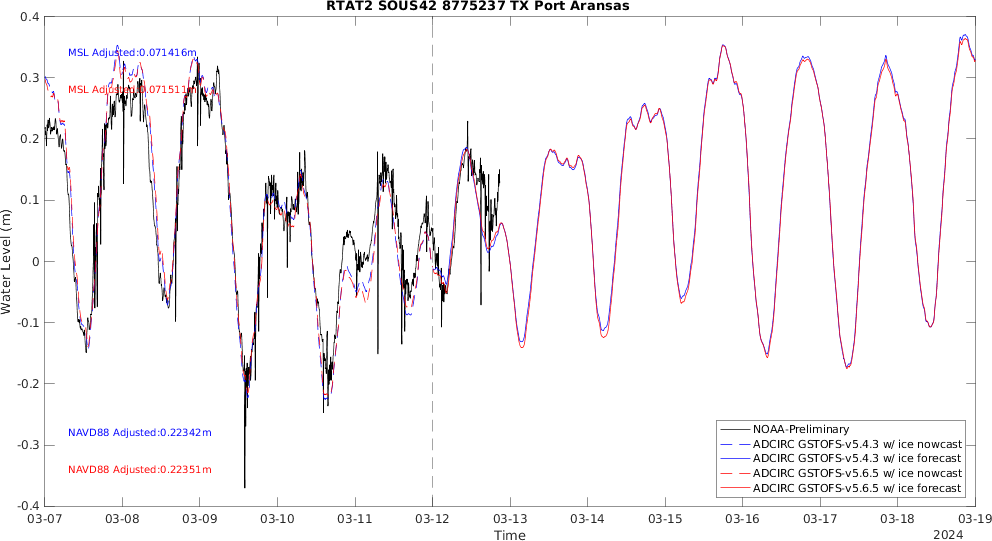 RTAT2 SOUS42 8775237 TX Port Aransas
0.4
0.3
0.2
0.1
0
-0.1
-0.2
-0.3
-0.4
Water Level (m)
MSL Adjusted:0.071416m
MSL Adjusted:0.071511m
NAVD88 Adjusted:0.22342m
NAVD88 Adjusted:0.22351m
NOAA-Preliminary
ADCIRC GSTOFS-v5.4.3 w/ ice nowcast
ADCIRC GSTOFS-v5.4.3 w/ ice forecast
ADCIRC GSTOFS-v5.6.5 w/ ice nowcast
ADCIRC GSTOFS-v5.6.5 w/ ice forecast
03-07 03-08 03-09 03-10 03-11 03-12 03-13 03-14 03-15 03-16 03-17 03-18 03-19
Time
2024